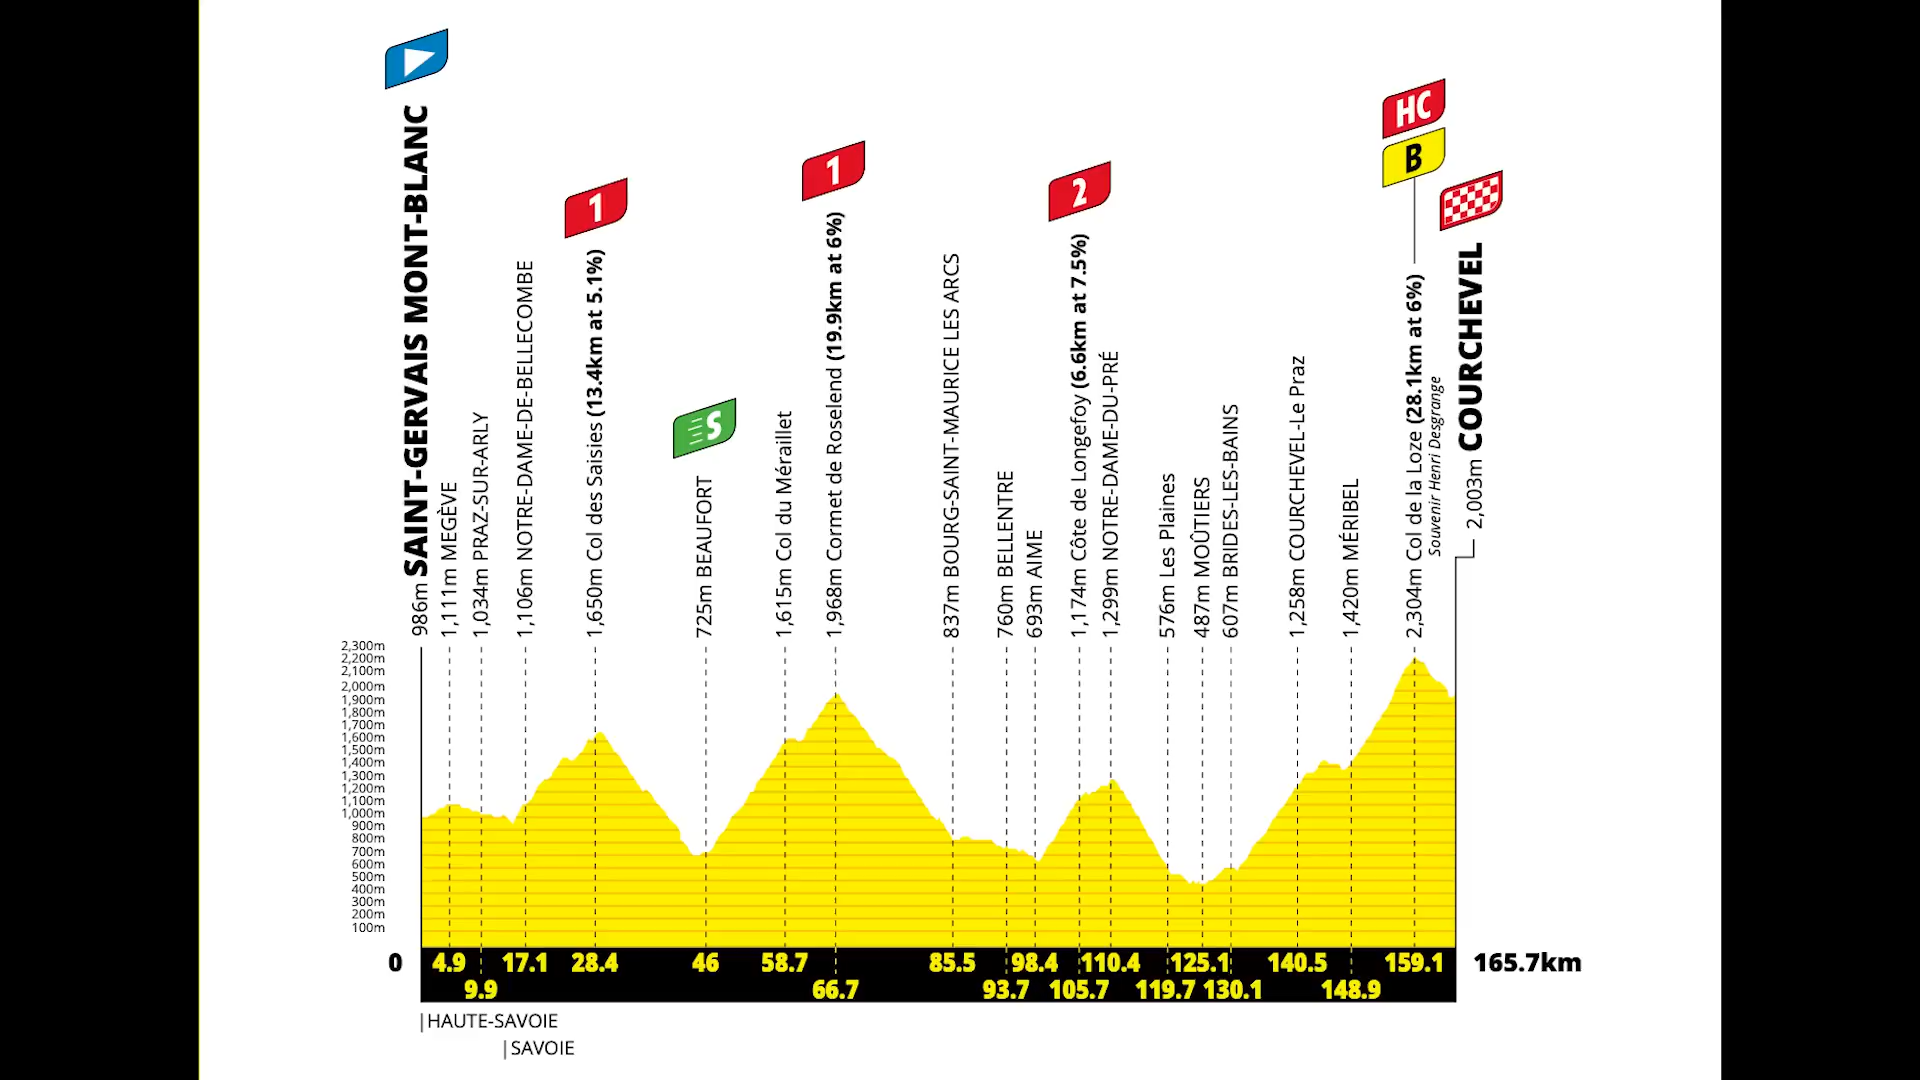 HC
B
1
1
2
S
986m SAINT-GERVAIS MONT-BLANC
1,111m MEGÈVE
1,034m PRAZ-SUR-ARLY
1,106m NOTRE-DAME-DE-BELLECOMBE
1,650m Col des Saisies (13.4km at 5.1%)
725m BEAUFORT
1,615m Col du Méraillet
1,968m Cormet de Roselend (19.9km at 6%)
837m BOURG-SAINT-MAURICE LES ARCS
760m BELLENTRE
693m AIME
1,174m Côte de Longefoy (6.6km at 7.5%)
1,299m NOTRE-DAME-DU-PRÉ
576m Les Plaines
487m MOÛTIERS
607m BRIDES-LES-BAINS
1,258m COURCHEVEL-Le Praz
1,420m MÉRIBEL
2,304m Col de la Loze (28.1km at 6%)
Souvenir Henri Desgrange
2,003m COURCHEVEL
2,300m
2,200m
2,100m
2,000m
1,900m
1,800m
1,700m
1,600m
1,500m
1,400m
1,300m
1,200m
1,100m
1,000m
900m
800m
700m
600m
500m
400m
300m
200m
100m
0 4.9 17.1 28.4 46 58.7 85.5 98.4 110.4 125.1 140.5 159.1 165.7km
9.9 66.7 93.7 105.7 119.7 130.1 148.9
|HAUTE-SAVOIE
|SAVOIE